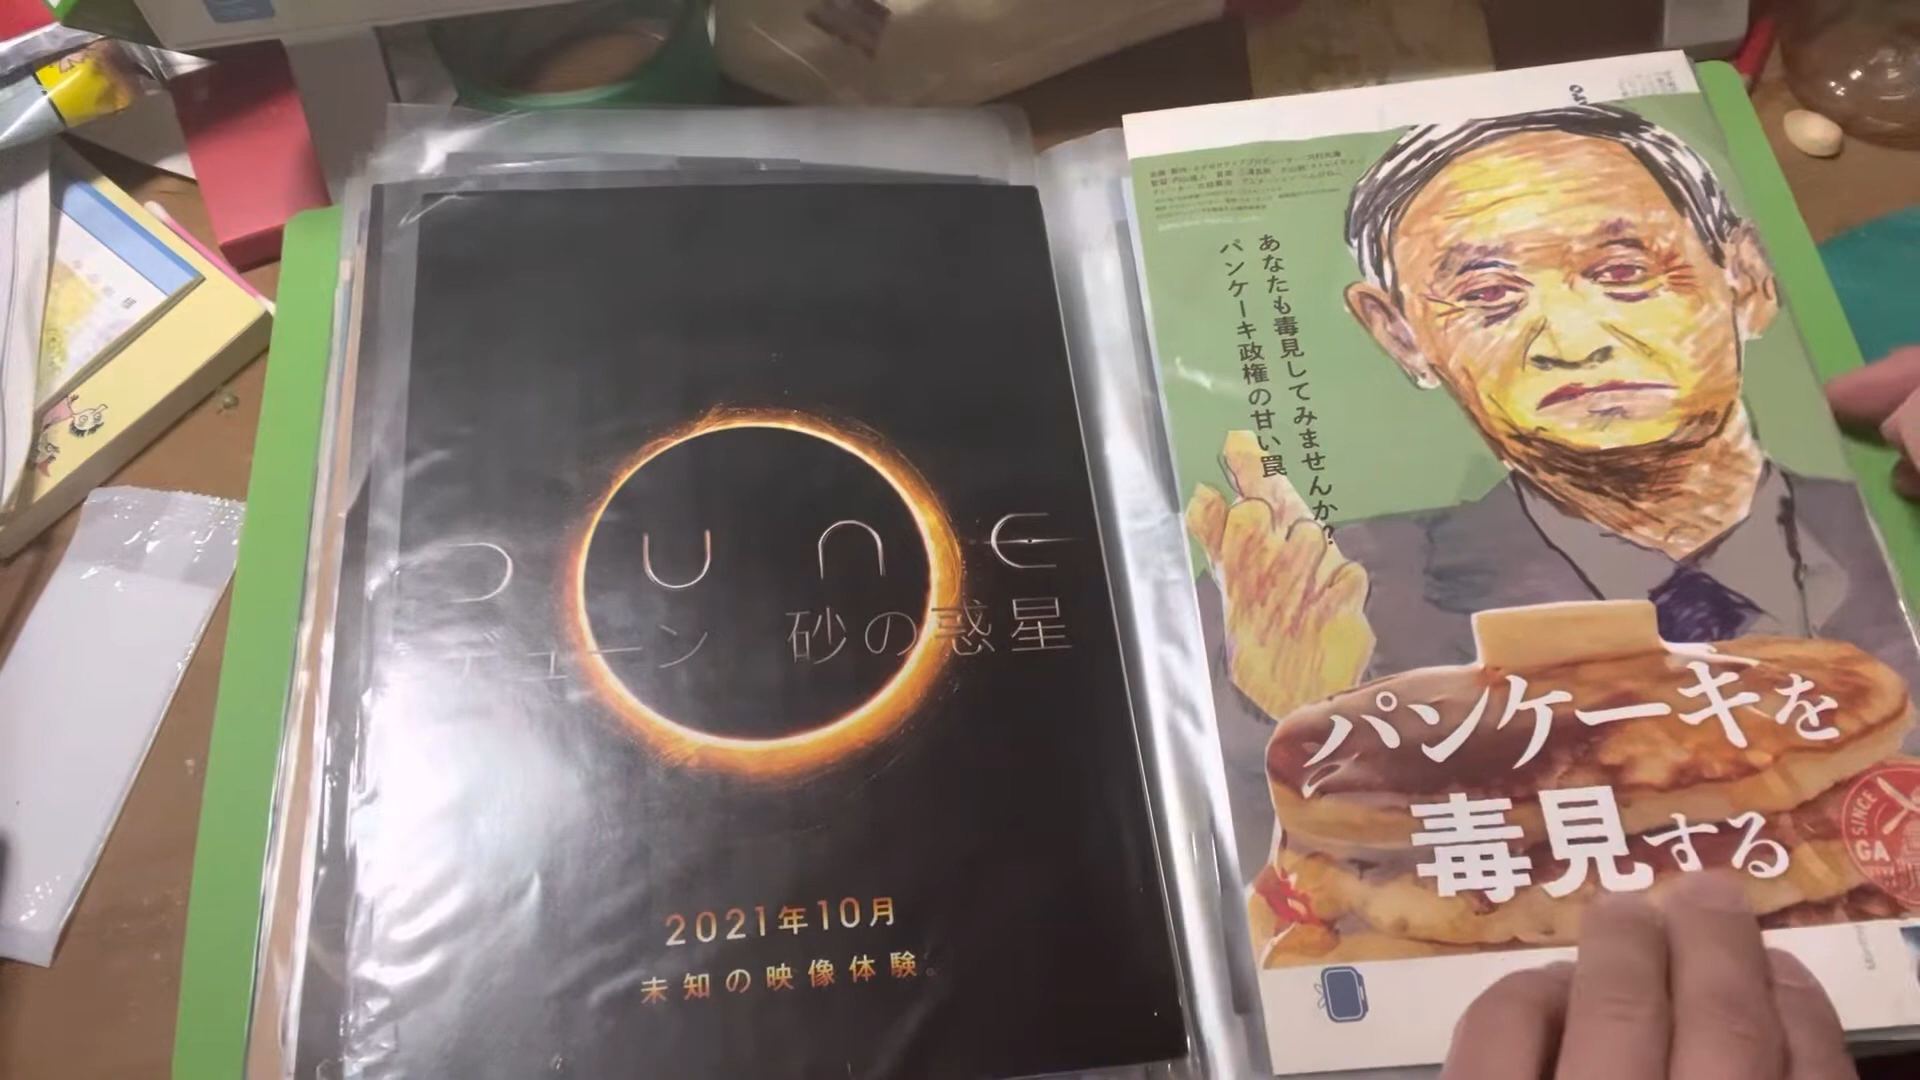 DUNE
デューン 砂の惑星
2021年10月
未知の映像体験。
あなたも毒見してみませんか?
パンケーキ政権の甘い罠
パンケーキを
毒見する
SINCE
GA